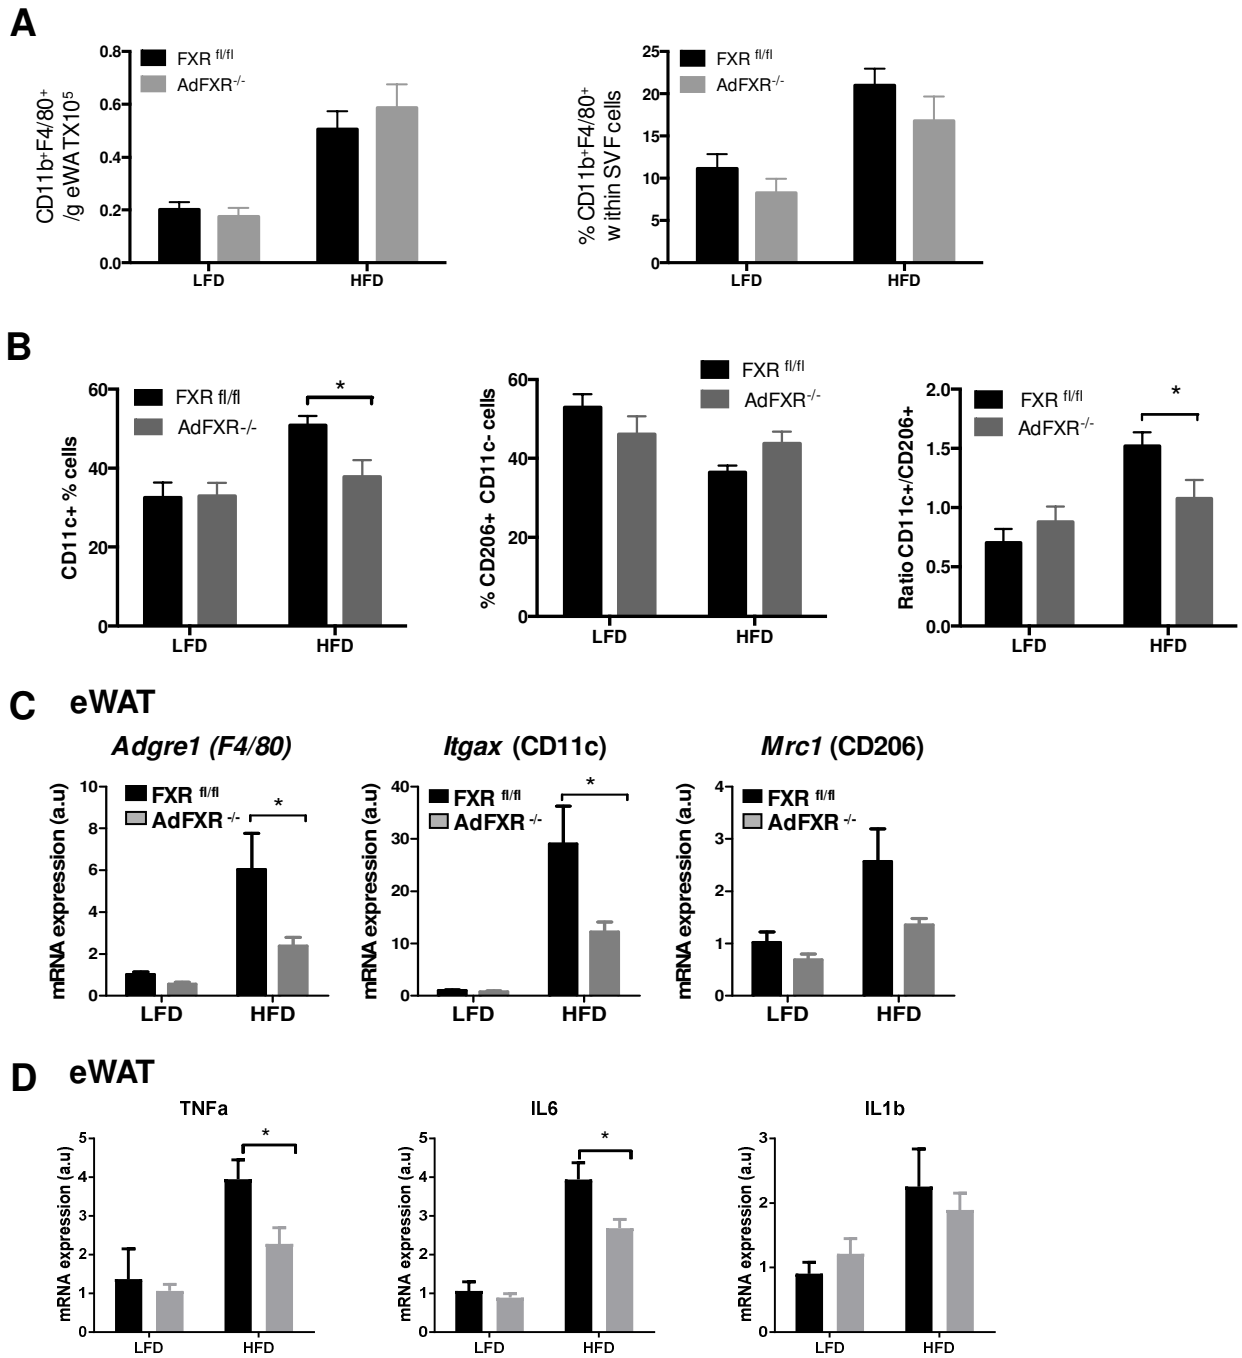 A
CD11b+F4/80+
/g eWATX10^5
0.8
0.6
0.4
0.2
0.0
FXR fl/fl
AdFXR-/-
LFD
HFD
% CD11b+F4/80+
w ithin SVF cells
25
20
15
10
5
0
FXR fl/fl
AdFXR-/-
LFD
HFD
B
CD11c+ % cells
60
40
20
0
FXR fl/fl
AdFXR-/-
*
LFD
HFD
% CD206+ CD11c- cells
60
40
20
0
FXR fl/fl
AdFXR-/-
LFD
HFD
Ratio CD11c+/CD206+
2.0
1.5
1.0
0.5
0.0
FXR fl/fl
AdFXR-/-
*
LFD
HFD
C eWAT
Adgre1 (F4/80)
mRNA expression (a.u)
10
8
6
4
2
0
FXR fl/fl
AdFXR -/-
*
LFD
HFD
Itgax (CD11c)
mRNA expression (a.u)
40
30
20
10
0
FXR fl/fl
AdFXR -/-
*
LFD
HFD
Mrc1 (CD206)
mRNA expression (a.u)
4
3
2
1
0
FXR fl/fl
AdFXR -/-
LFD
HFD
D eWAT
TNFa
mRNA expression (a.u)
5
4
3
2
1
0
*
LFD
HFD
IL6
mRNA expression (a.u)
5
4
3
2
1
0
*
LFD
HFD
IL1b
mRNA expression (a.u)
3
2
1
0
LFD
HFD